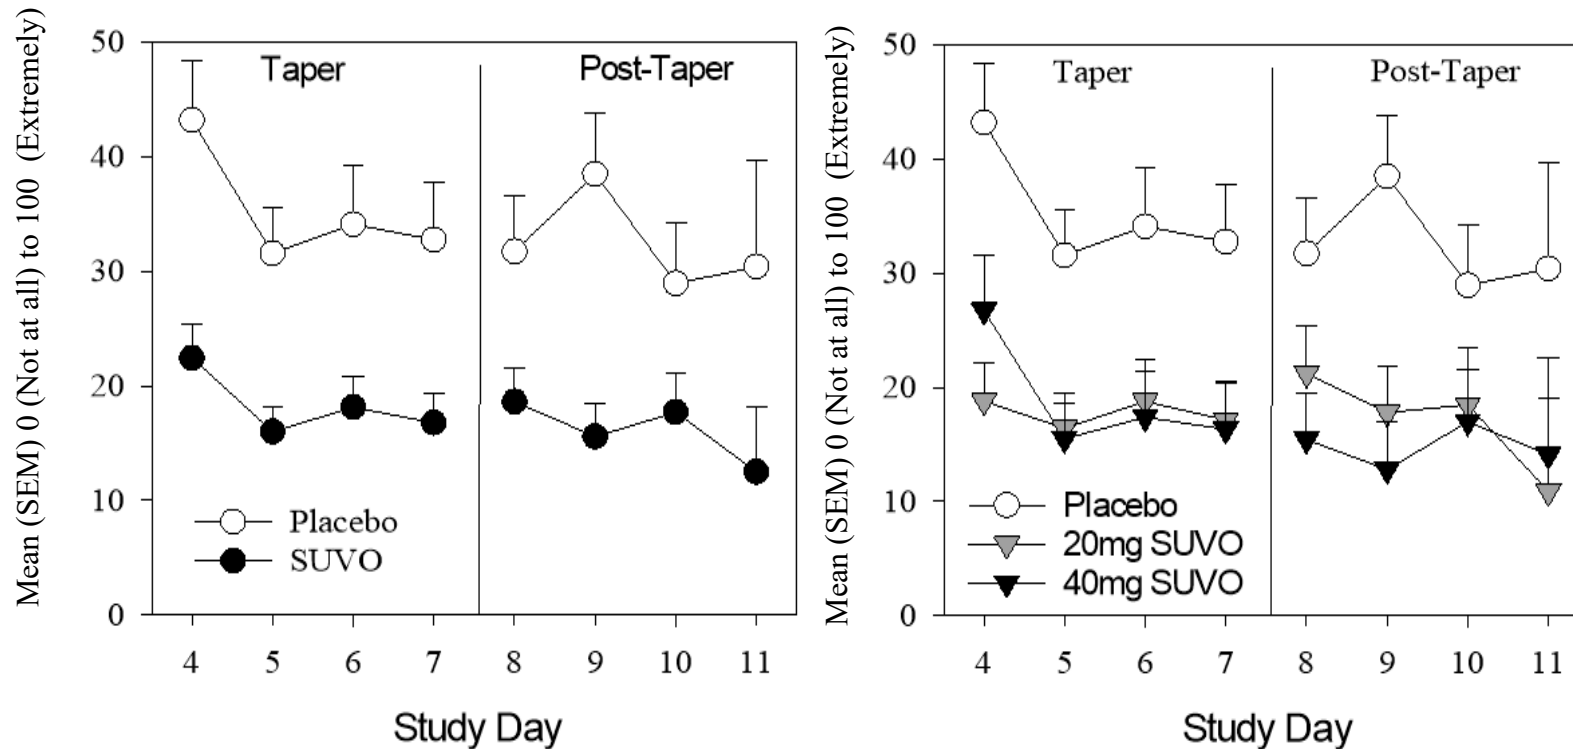 Mean (SEM) 0 (Not at all) to 100 (Extremely)
50
40
30
20
10
0
Taper
Post-Taper
Placebo
SUVO
4 5 6 7 8 9 10 11
Study Day
Mean (SEM) 0 (Not at all) to 100 (Extremely)
50
40
30
20
10
0
Taper
Post-Taper
Placebo
20mg SUVO
40mg SUVO
4 5 6 7 8 9 10 11
Study Day